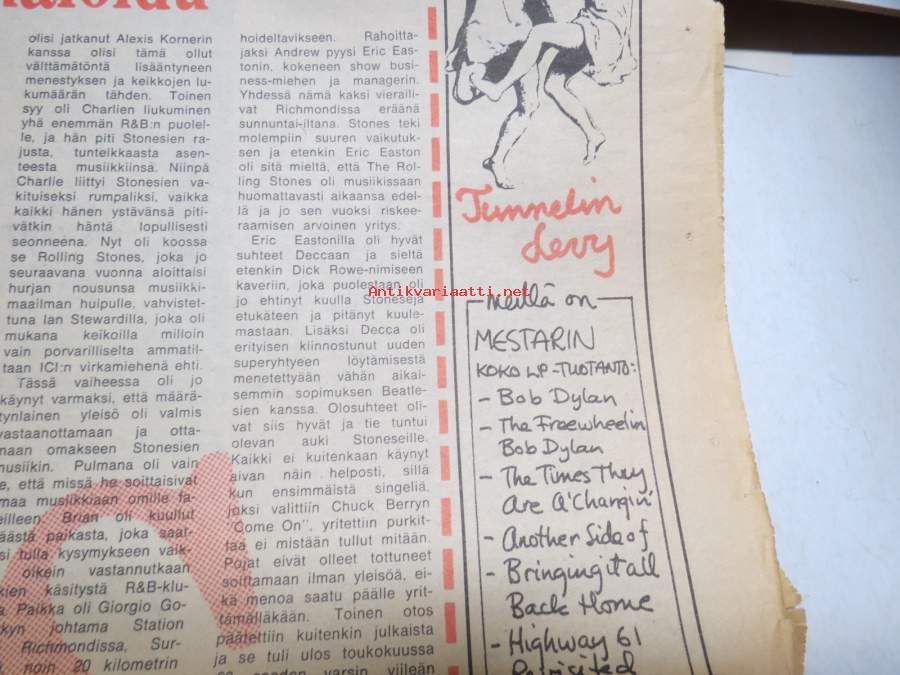 olisi jatkanut Alexis Kornerin
kanssa olisi tämä ollut
välttämätöntä lisääntyneen
menestyksen ja keikkojen lu-
kumäärän tähden. Toinen
syy oli Charlien liukuminen
yhä enemmän R&B:n puolel-
le, ja hän piti Stonesien ra-
justa, tunteikkaasta asen-
teesta musiikkiinsa. Niinpä
Charlie liittyi Stonesien va-
kituiseksi rumpaliksi, vaikka
kaikki hänen ystävänsä piti-
vätkin häntä lopullisesti
seonneena. Nyt oli koossa
se Rolling Stones, joka jo
seuraavana vuonna aloittaisi
hurjan nousunsa musiikki-
maailman huipulle, vahvistet-
tuna Ian Stewardilla, joka oli
mukana keikoilla milloin
vain porvarilliselta ammatil-
taan ICI:n virkamiehenä ehti.
Tässä vaiheessa oli jo
käynyt varmaksi, että määrä-
tynlainen yleisö oli valmis
vastaanottamaan ja otta-
maan omakseen Stonesien
musiikin. Pulmana oli vain
e, että missä he soittaisivat
maa musiikkiaan omille fa-
eilleen. Brian oli kuullut
äästä paikasta, joka saat-
si tulla kysymykseen vaik-
oikein vastannutkaan
kien käsitystä R&B-klu-
a. Paikka oli Giorgio Go-
kyn johtama Station
Richmondissa, Sur-
noin 20 kilometrin
hoideltavikseen. Rahoitta-
jaksi Andrew pyysi Eric Eas-
tonin, kokeneen show busi-
ness-miehen ja managerin.
Yhdessä nämä kaksi vieraili-
vat Richmondissa eräänä
sunnuntai-iltana. Stones teki
molempiin suuren vaikutuk-
sen ja etenkin Eric Easton
oli sitä mieltä, että The Rol-
ling Stones oli musiikissaan
huomattavasti aikaansa edel-
lä ja jo sen vuoksi riskee-
raamisen arvoinen yritys.
Eric Eastonilla oli hyvät
suhteet Deccaan ja sieltä
etenkin Dick Rowe-nimiseen
kaveriin, joka puolestaan oli
jo ehtinyt kuulla Stoneseja
etukäteen ja pitänyt kuule-
mastaan. Lisäksi Decca oli
erityisen kiinnostunut uuden
superyhtyeen löytämisestä
menetettyään vähän aikai-
semmin sopimuksen Beatle-
sien kanssa. Olosuhteet oli-
vat siis hyvät ja tie tuntui
olevan auki Stoneseille.
Kaikki ei kuitenkaan käynyt
aivan näin helposti, sillä
kun ensimmäistä singeliä,
jaksi valittiin Chuck Berryn
"Come On", yritettiin purkit-
taa ei mistään tullut mitään.
Pojat eivät olleet tottuneet
soittamaan ilman yleisöä, ei-
kä menoa saatu päälle yrit-
tämälläkään. Toinen otos
päätettiin kuitenkin julkaista
ja se tuli ulos toukokuussa
varsin viileän
Tunnelin
Levy
Antikvariaatti.net
Meillä on
MESTARIN
KOKO LP-TUOTANTO:
- Bob Dylan
- The Freewheelin
Bob Dylan
- The Times They
Are A'Changin'
- Another Side of
- Bringing it all
Back Home
- Highway 61
Revisited